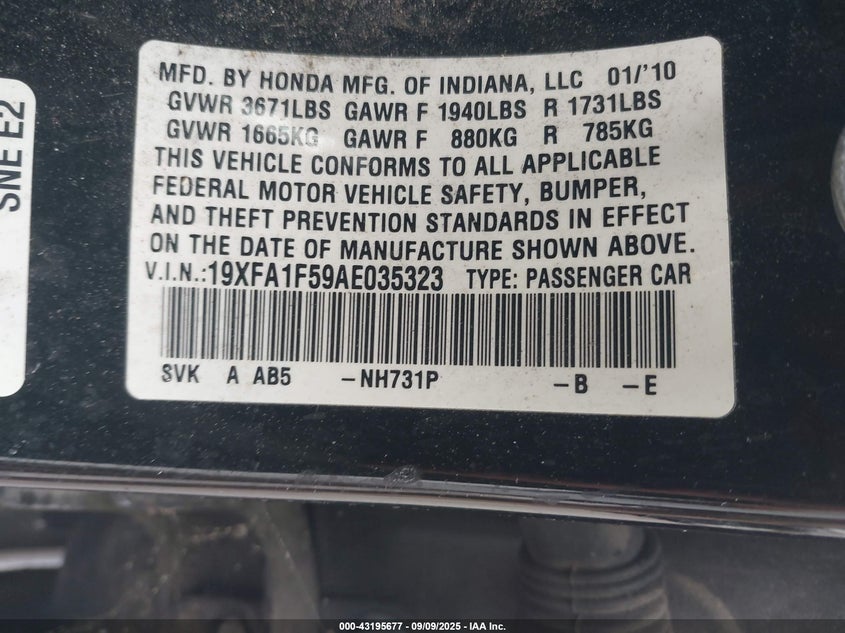 SNE E2
MFD. BY HONDA MFG. OF INDIANA, LLC 01/'10
GVWR 3671LBS GAWR F 1940LBS R 1731LBS
GVWR 1665KG GAWR F 880KG R 785KG
THIS VEHICLE CONFORMS TO ALL APPLICABLE
FEDERAL MOTOR VEHICLE SAFETY, BUMPER,
AND THEFT PREVENTION STANDARDS IN EFFECT
ON THE DATE OF MANUFACTURE SHOWN ABOVE.
V.I.N.:19XFA1F59AE035323 TYPE: PASSENGER CAR
SVK A AB5 -NH731P -B -E
000-43195677 - 09/09/2025 - IAA Inc.